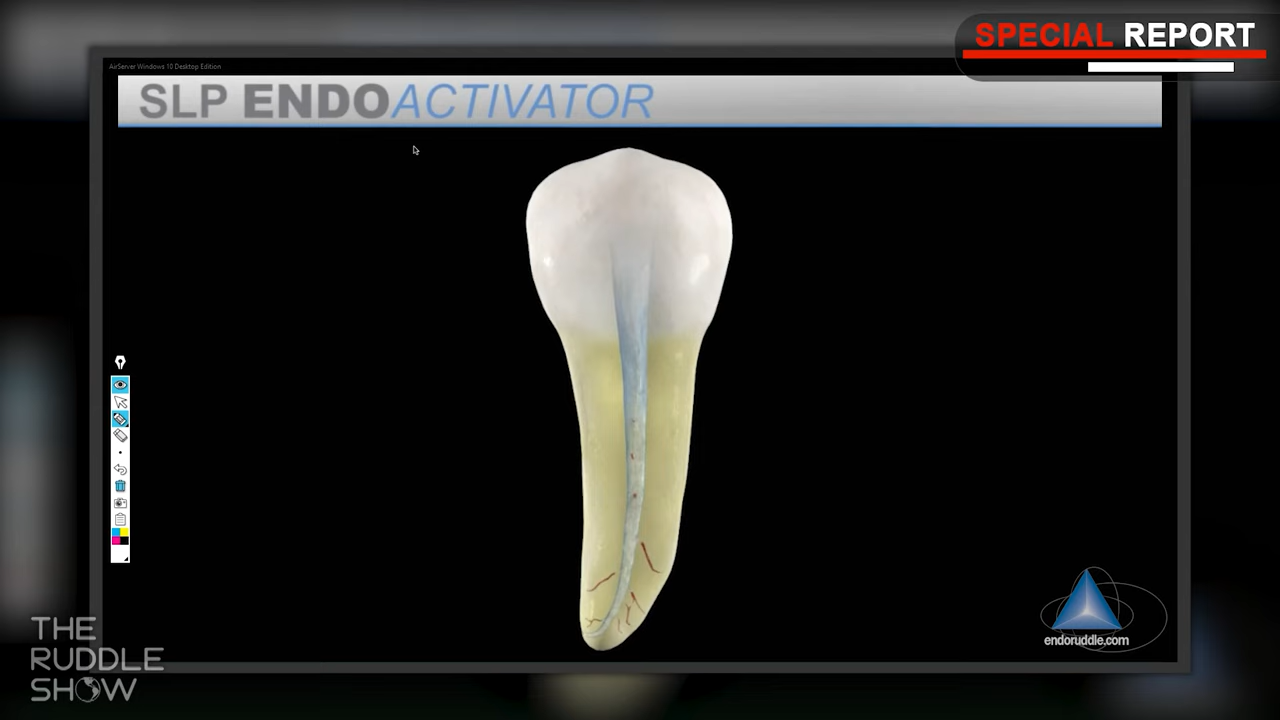 SPECIAL REPORT
AirServer Windows 10 Desktop Edition
SLP ENDOACTIVATOR
endoruddle.com
THE
RUDDLE
SHOW